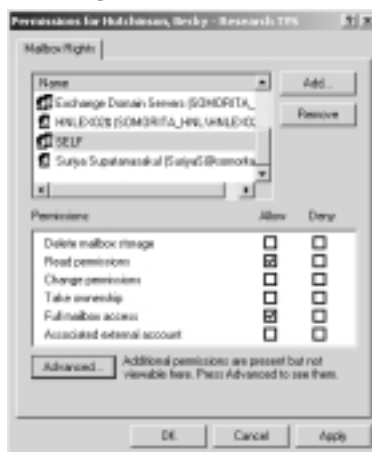 Permissions for Hutchinson, Becky - Research TPS
Mailbox Rights
Name
Add...
Exchange Domain Servers (SOMORITA_
Remove
SELF
Suriya Supatanasakul
Permissions:
Allow
Deny
Delete mailbox storage
Read permissions
Change permissions
Take ownership
Full mailbox access
Associated external account
Advanced...
Additional permissions are present but not
viewable here. Press Advanced to see them.
OK
Cancel
Apply